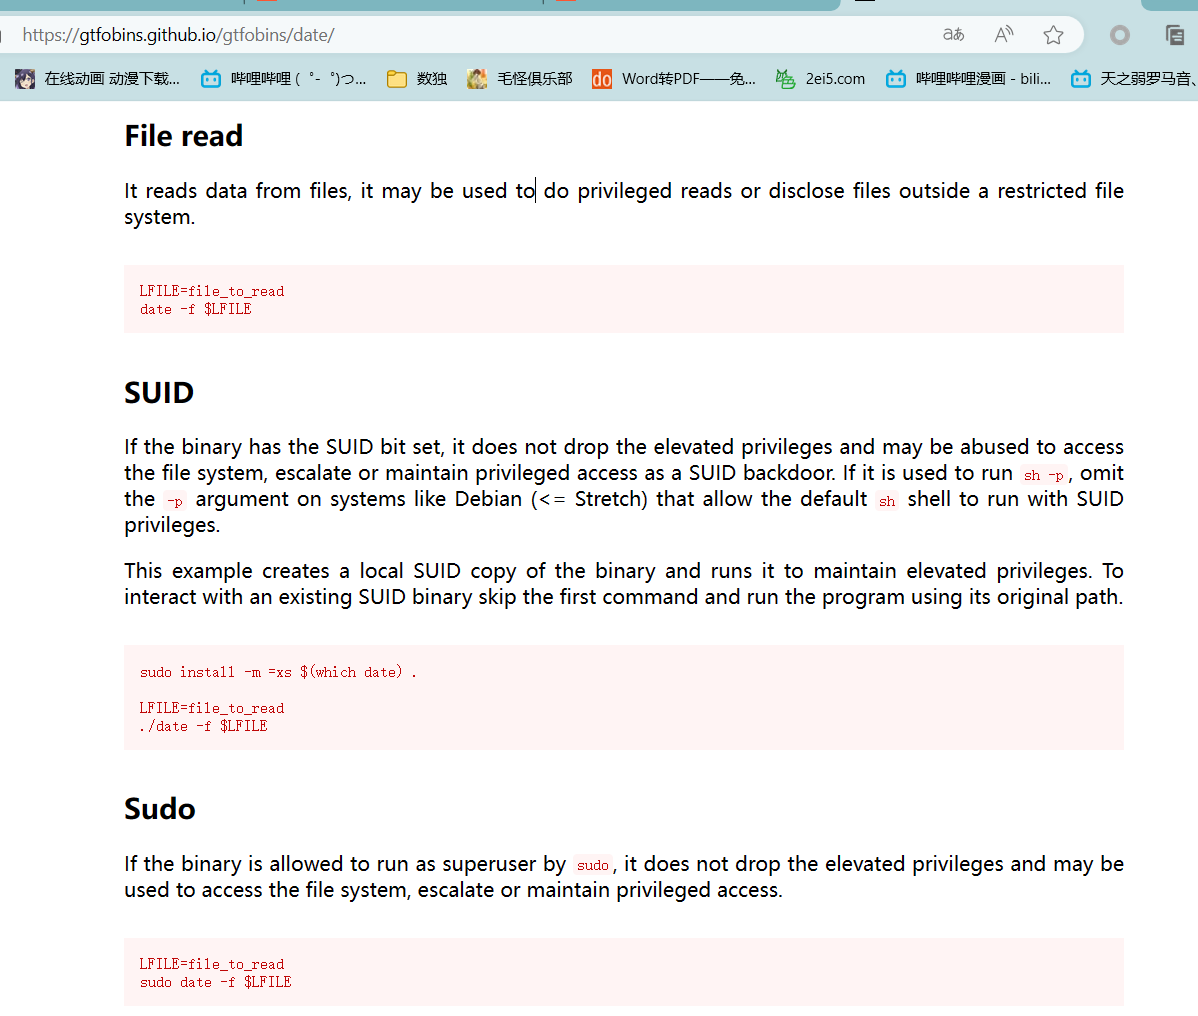 https://gtfobins.github.io/gtfobins/date/
在线动画 动漫下载... 哔哩哔哩 ( ゜- ゜)つ... 数独 毛怪俱乐部 Word转PDF——免... 2ei5.com 哔哩哔哩漫画 - bili... 天之弱罗马音、
File read
It reads data from files, it may be used to do privileged reads or disclose files outside a restricted file
system.
LFILE=file_to_read
date -f $LFILE
SUID
If the binary has the SUID bit set, it does not drop the elevated privileges and may be abused to access
the file system, escalate or maintain privileged access as a SUID backdoor. If it is used to run sh -p, omit
the -p argument on systems like Debian (<= Stretch) that allow the default sh shell to run with SUID
privileges.
This example creates a local SUID copy of the binary and runs it to maintain elevated privileges. To
interact with an existing SUID binary skip the first command and run the program using its original path.
sudo install -m =xs $(which date) .
LFILE=file_to_read
./date -f $LFILE
Sudo
If the binary is allowed to run as superuser by sudo, it does not drop the elevated privileges and may be
used to access the file system, escalate or maintain privileged access.
LFILE=file_to_read
sudo date -f $LFILE